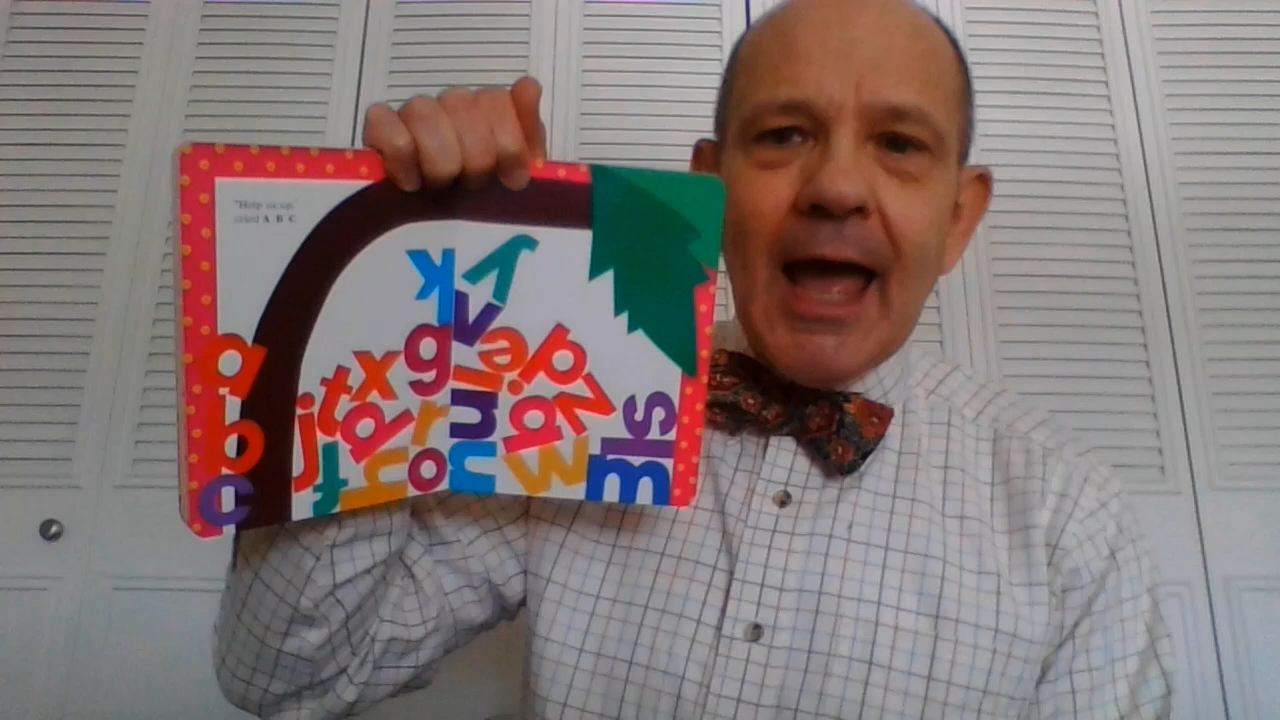 "Help us up,"
cried A B C
k y
v
g e d
a x i z
t l
j p r u q s
b f h o n w m l
c